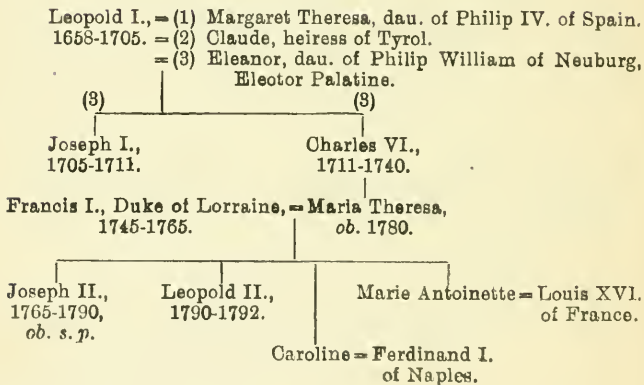 Leopold I., = (1) Margaret Theresa, dau. of Philip IV. of Spain.
1658-1705. = (2) Claude, heiress of Tyrol.
= (3) Eleanor, dau. of Philip William of Neuburg,
Eleotor Palatine.
(3) (3)
Joseph I., Charles VI.,
1705-1711. 1711-1740.
Francis I., Duke of Lorraine, = Maria Theresa,
1745-1765. ob. 1780.
Joseph II., Leopold II., Marie Antoinette = Louis XVI.
1765-1790, 1790-1792. of France.
ob. s. p.
Caroline = Ferdinand I.
of Naples.